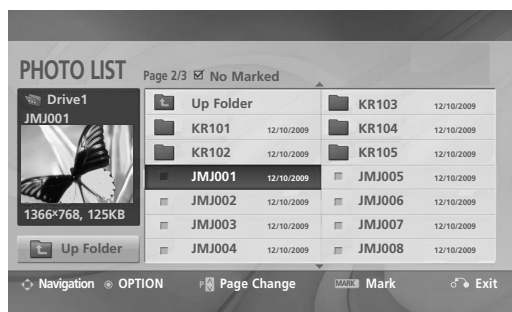 PHOTO LIST
Page 2/3 ☑ No Marked
Drive1
JMJ001
1366×768, 125KB
Up Folder
Up Folder
KR101 12/10/2009
KR102 12/10/2009
JMJ001 12/10/2009
JMJ002 12/10/2009
JMJ003 12/10/2009
JMJ004 12/10/2009
KR103 12/10/2009
KR104 12/10/2009
KR105 12/10/2009
JMJ005 12/10/2009
JMJ006 12/10/2009
JMJ007 12/10/2009
JMJ008 12/10/2009
Navigation OPTION P Page Change MARK Mark Exit